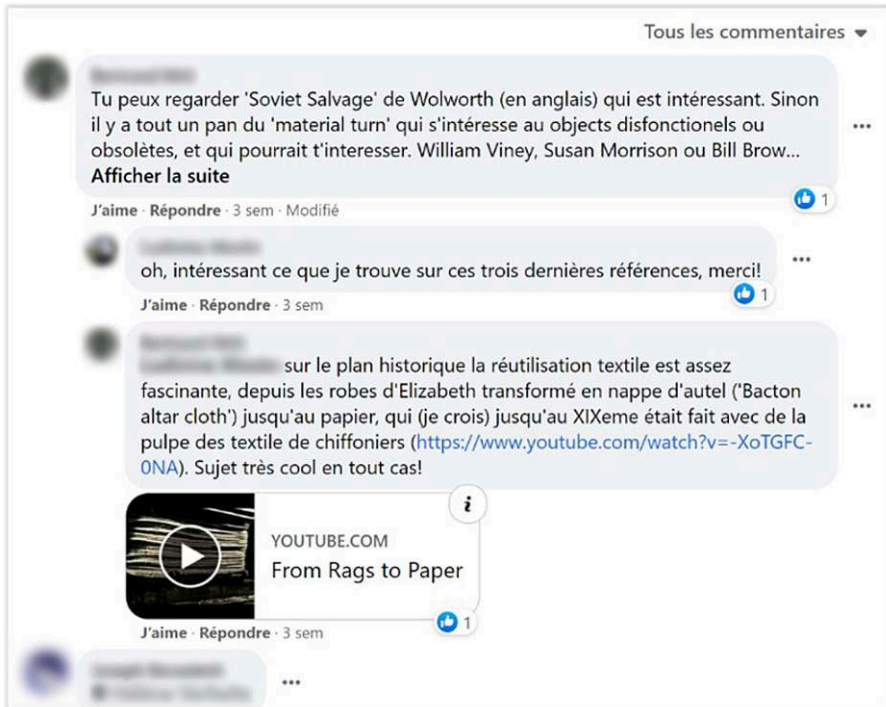 Tous les commentaires
Tu peux regarder 'Soviet Salvage' de Wolworth (en anglais) qui est intéressant. Sinon
il y a tout un pan du 'material turn' qui s'intéresse au objects disfonctionels ou
obsolètes, et qui pourrait t'interesser. William Viney, Susan Morrison ou Bill Brow...
Afficher la suite
1
J'aime · Répondre · 3 sem · Modifié
oh, intéressant ce que je trouve sur ces trois dernières références, merci!
1
J'aime · Répondre · 3 sem
sur le plan historique la réutilisation textile est assez
fascinante, depuis les robes d'Elizabeth transformé en nappe d'autel ('Bacton
altar cloth') jusqu'au papier, qui (je crois) jusqu'au XIXeme était fait avec de la
pulpe des textile de chiffoniers (https://www.youtube.com/watch?v=-XoTGFC-
0NA). Sujet très cool en tout cas!
i
YOUTUBE.COM
From Rags to Paper
1
J'aime · Répondre · 3 sem